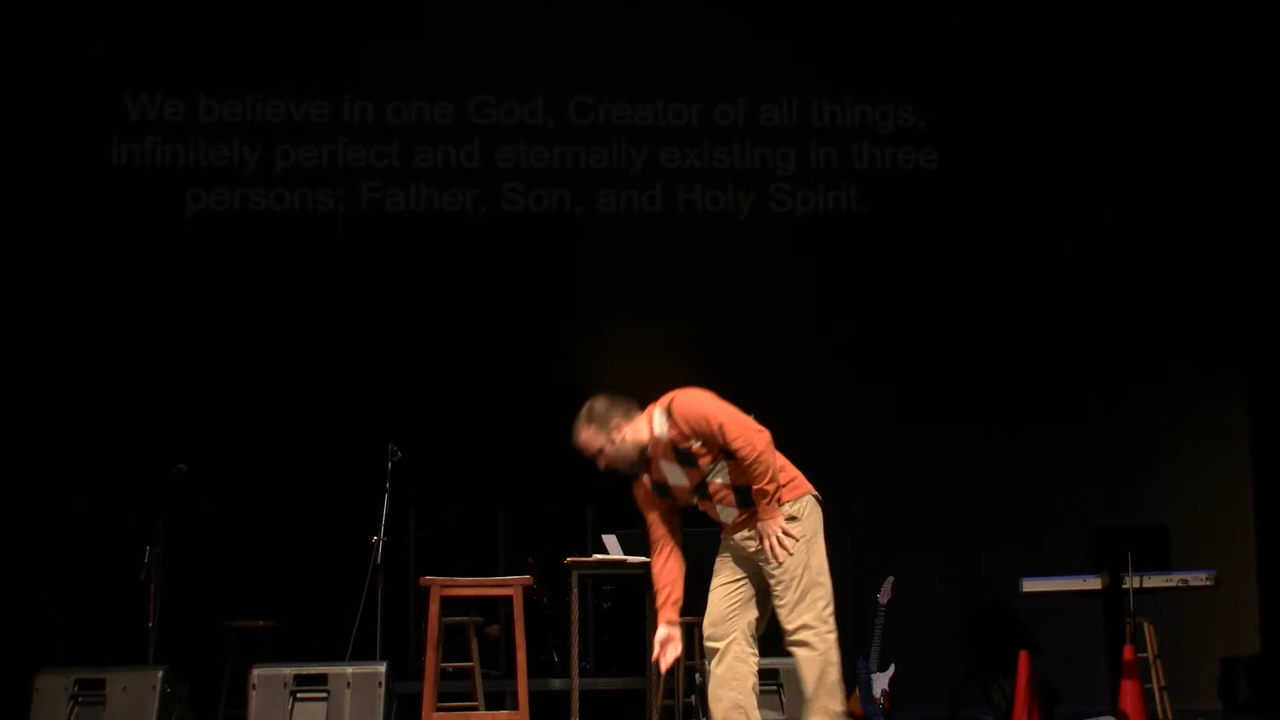 We believe in one God, Creator of all things,
infinitely perfect and eternally existing in three
persons; Father, Son, and Holy Spirit.